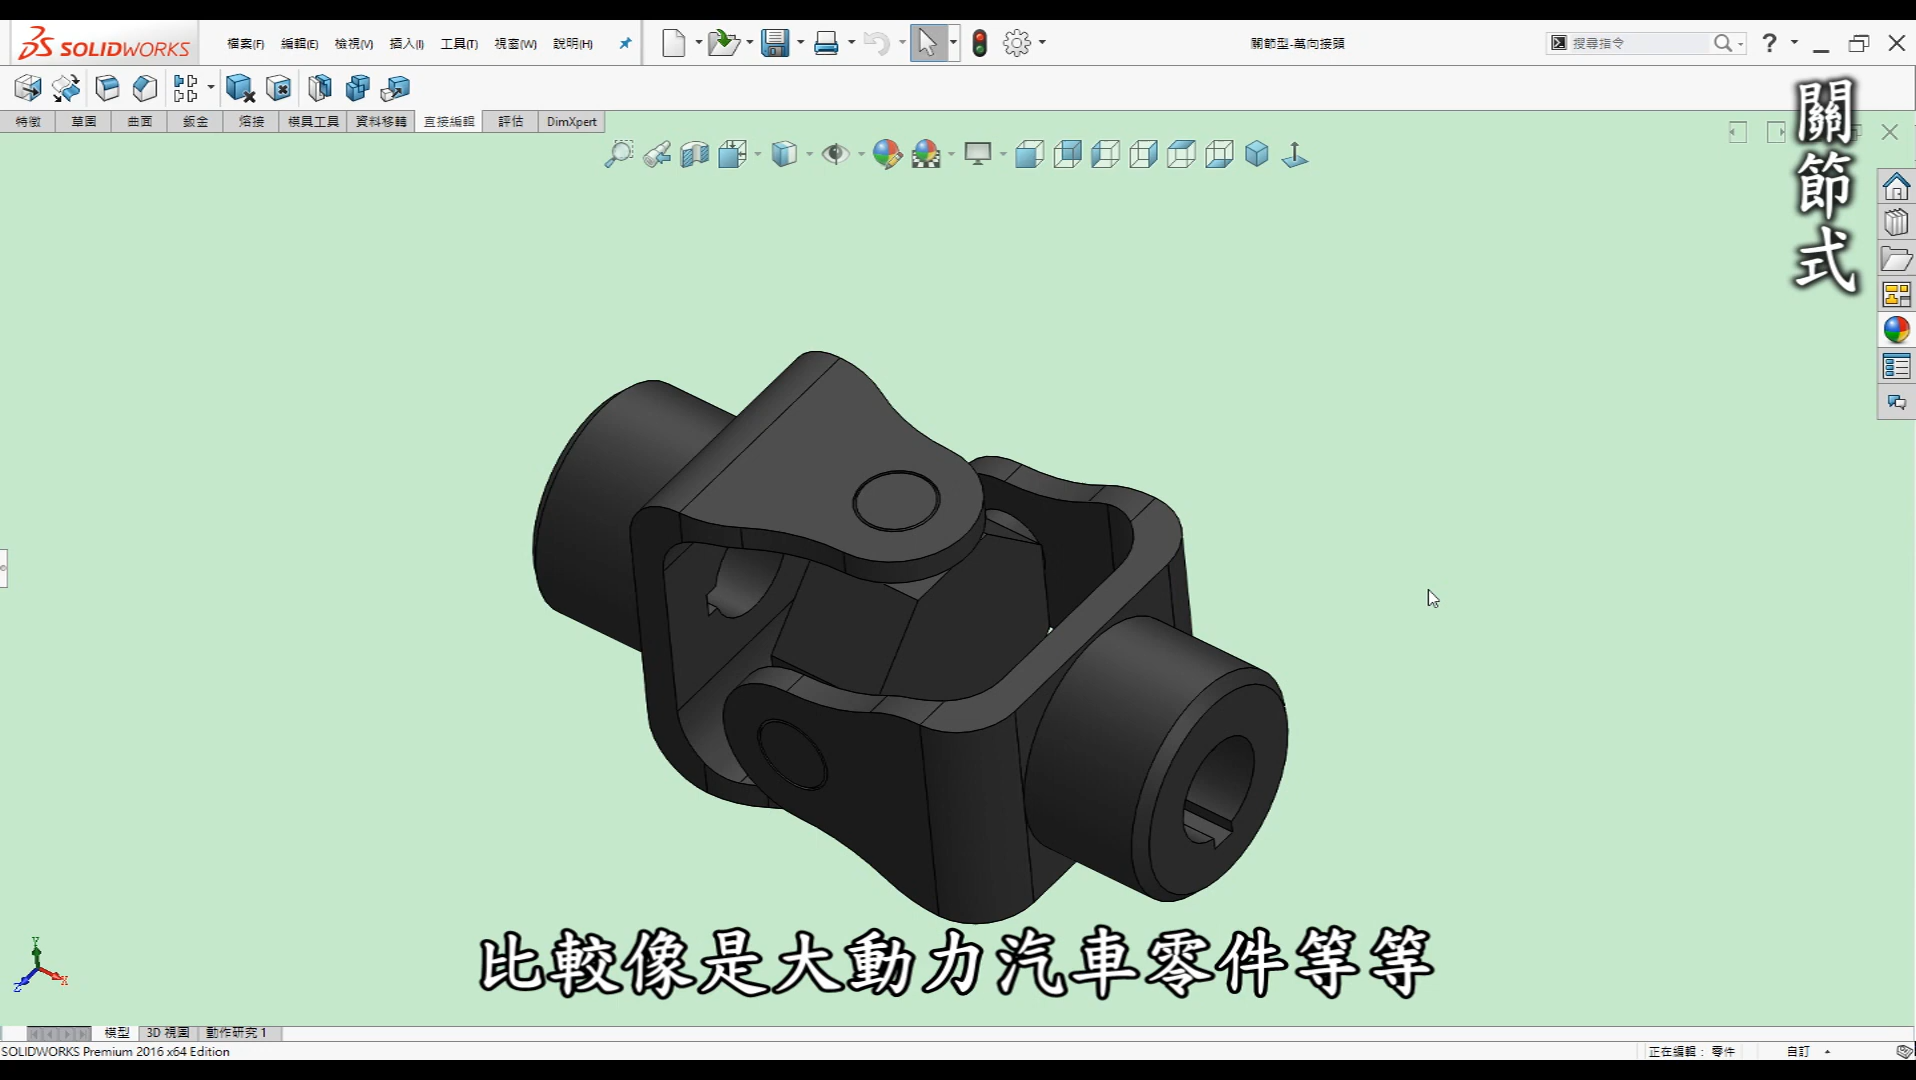 SOLIDWORKS
檔案(F) 編輯(E) 檢視(V) 插入(I) 工具(T) 視窗(W) 說明(H)
關節型-萬向接頭
搜尋指令
特徵 草圖 曲面 鈑金 熔接 模具工具 資料移轉 直接編輯 評估 DimXpert
關節式
比較像是大動力汽車零件等等
Y
X
Z
模型 3D 視圖 動作研究 1
SOLIDWORKS Premium 2016 x64 Edition
正在編輯： 零件
自訂